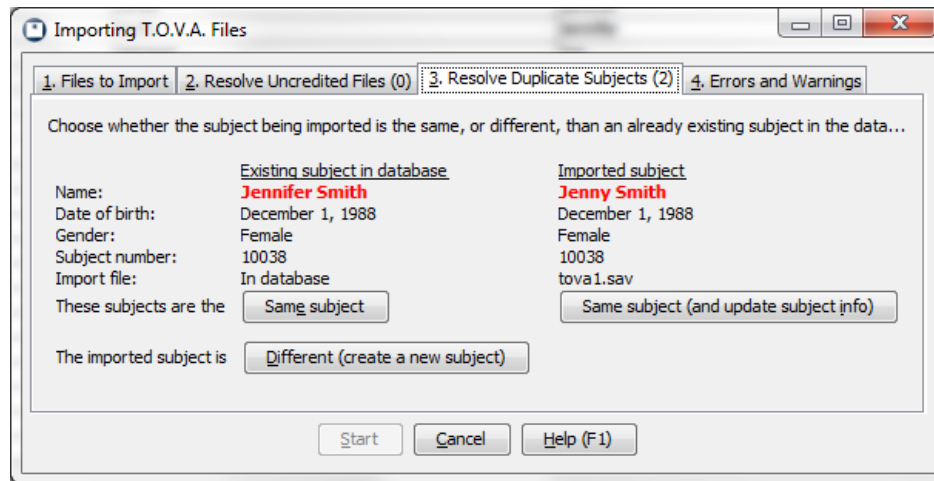 Importing T.O.V.A. Files
1. Files to Import 2. Resolve Uncredited Files (0) 3. Resolve Duplicate Subjects (2) 4. Errors and Warnings
Choose whether the subject being imported is the same, or different, than an already existing subject in the data...
Existing subject in database Imported subject
Name: Jennifer Smith Jenny Smith
Date of birth: December 1, 1988 December 1, 1988
Gender: Female Female
Subject number: 10038 10038
Import file: In database tova1.sav
These subjects are the Same subject Same subject (and update subject info)
The imported subject is Different (create a new subject)
Start Cancel Help (F1)